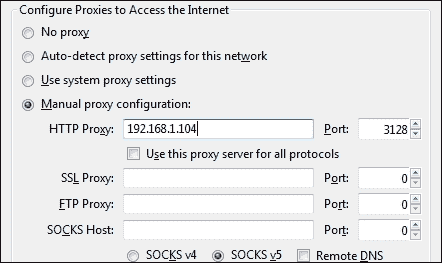 Configure Proxies to Access the Internet
No proxy
Auto-detect proxy settings for this network
Use system proxy settings
Manual proxy configuration:
HTTP Proxy: 192.168.1.104 Port: 3128
Use this proxy server for all protocols
SSL Proxy: Port: 0
FTP Proxy: Port: 0
SOCKS Host: Port: 0
SOCKS v4 SOCKS v5 Remote DNS